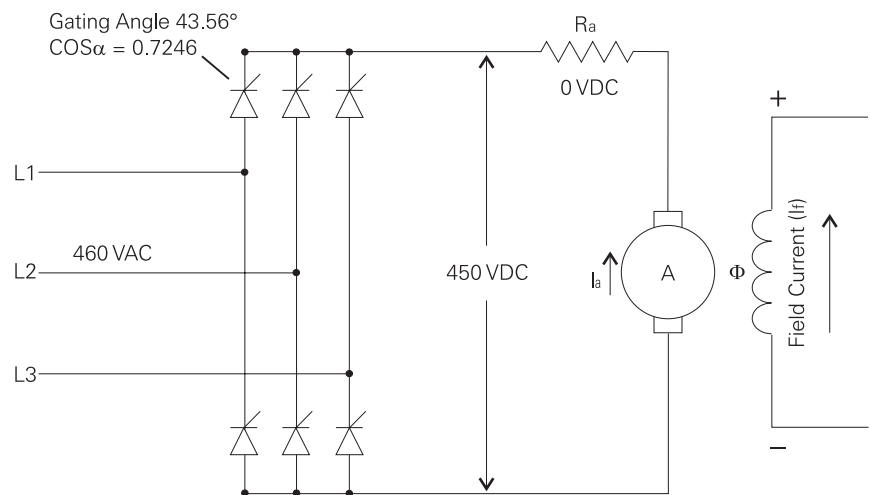 Gating Angle 43.56°
COSα = 0.7246
Ra
0 VDC
+
L1
460 VAC
L2
450 VDC
Ia
A
Φ
Field Current (If)
L3
−